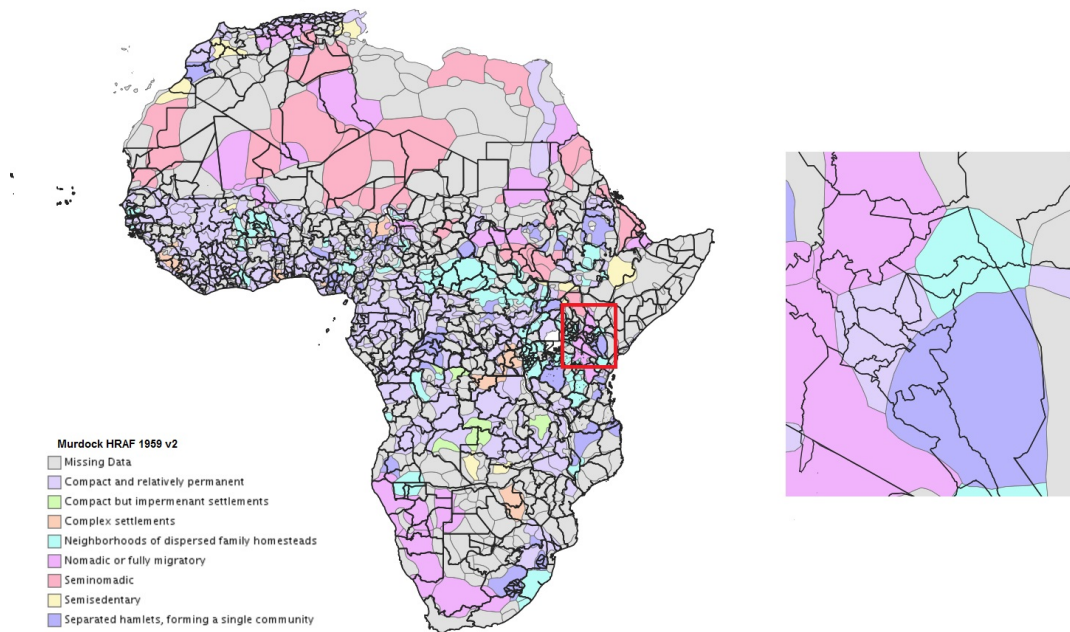 Murdock HRAF 1959 v2
Missing Data
Compact and relatively permanent
Compact but impermenant settlements
Complex settlements
Neighborhoods of dispersed family homesteads
Nomadic or fully migratory
Seminomadic
Semisedentary
Separated hamlets, forming a single community